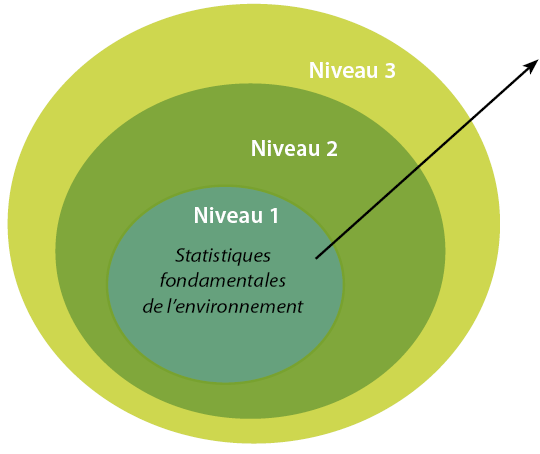 Niveau 3
Niveau 2
Niveau 1
Statistiques
fondamentales
de l’environnement